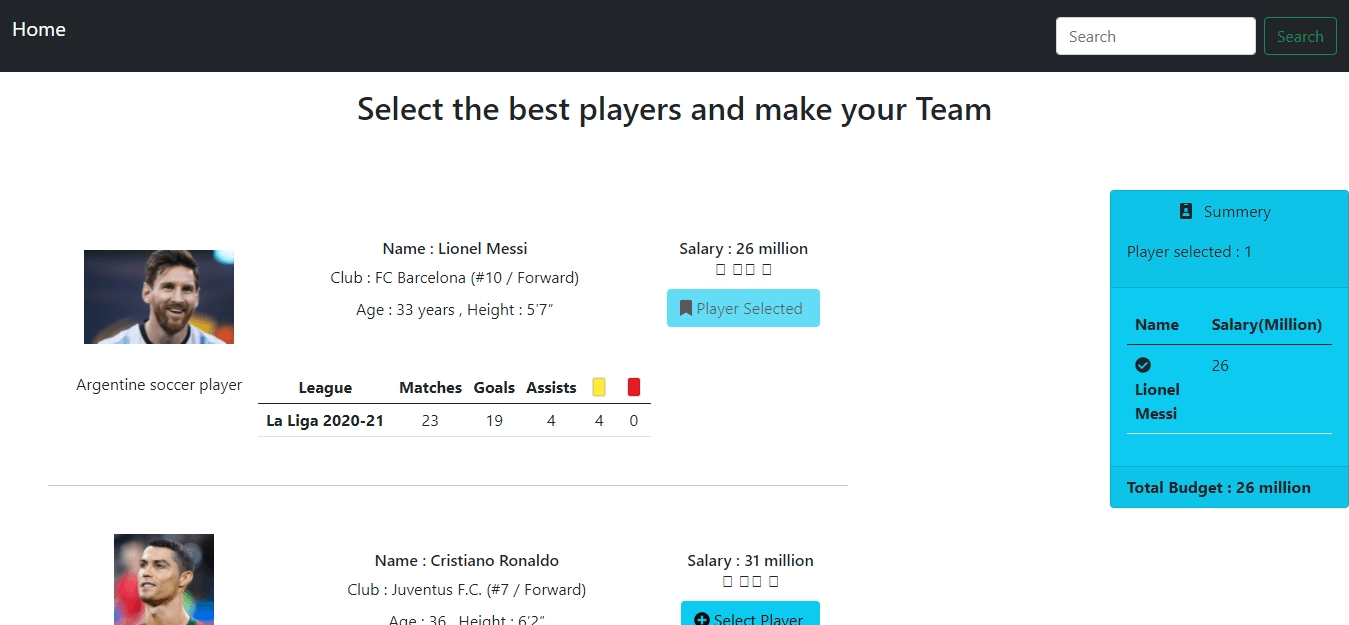 Home
Search
Search
Select the best players and make your Team
Summery
Player selected : 1
Name : Lionel Messi
Club : FC Barcelona (#10 / Forward)
Age : 33 years , Height : 5’7”
Salary : 26 million
Player Selected
Argentine soccer player
League Matches Goals Assists
La Liga 2020-21 23 19 4 4 0
Name Salary(Million)
Lionel 26
Messi
Total Budget : 26 million
Name : Cristiano Ronaldo
Club : Juventus F.C. (#7 / Forward)
Age : 36 , Height : 6’2”
Salary : 31 million
Select Player